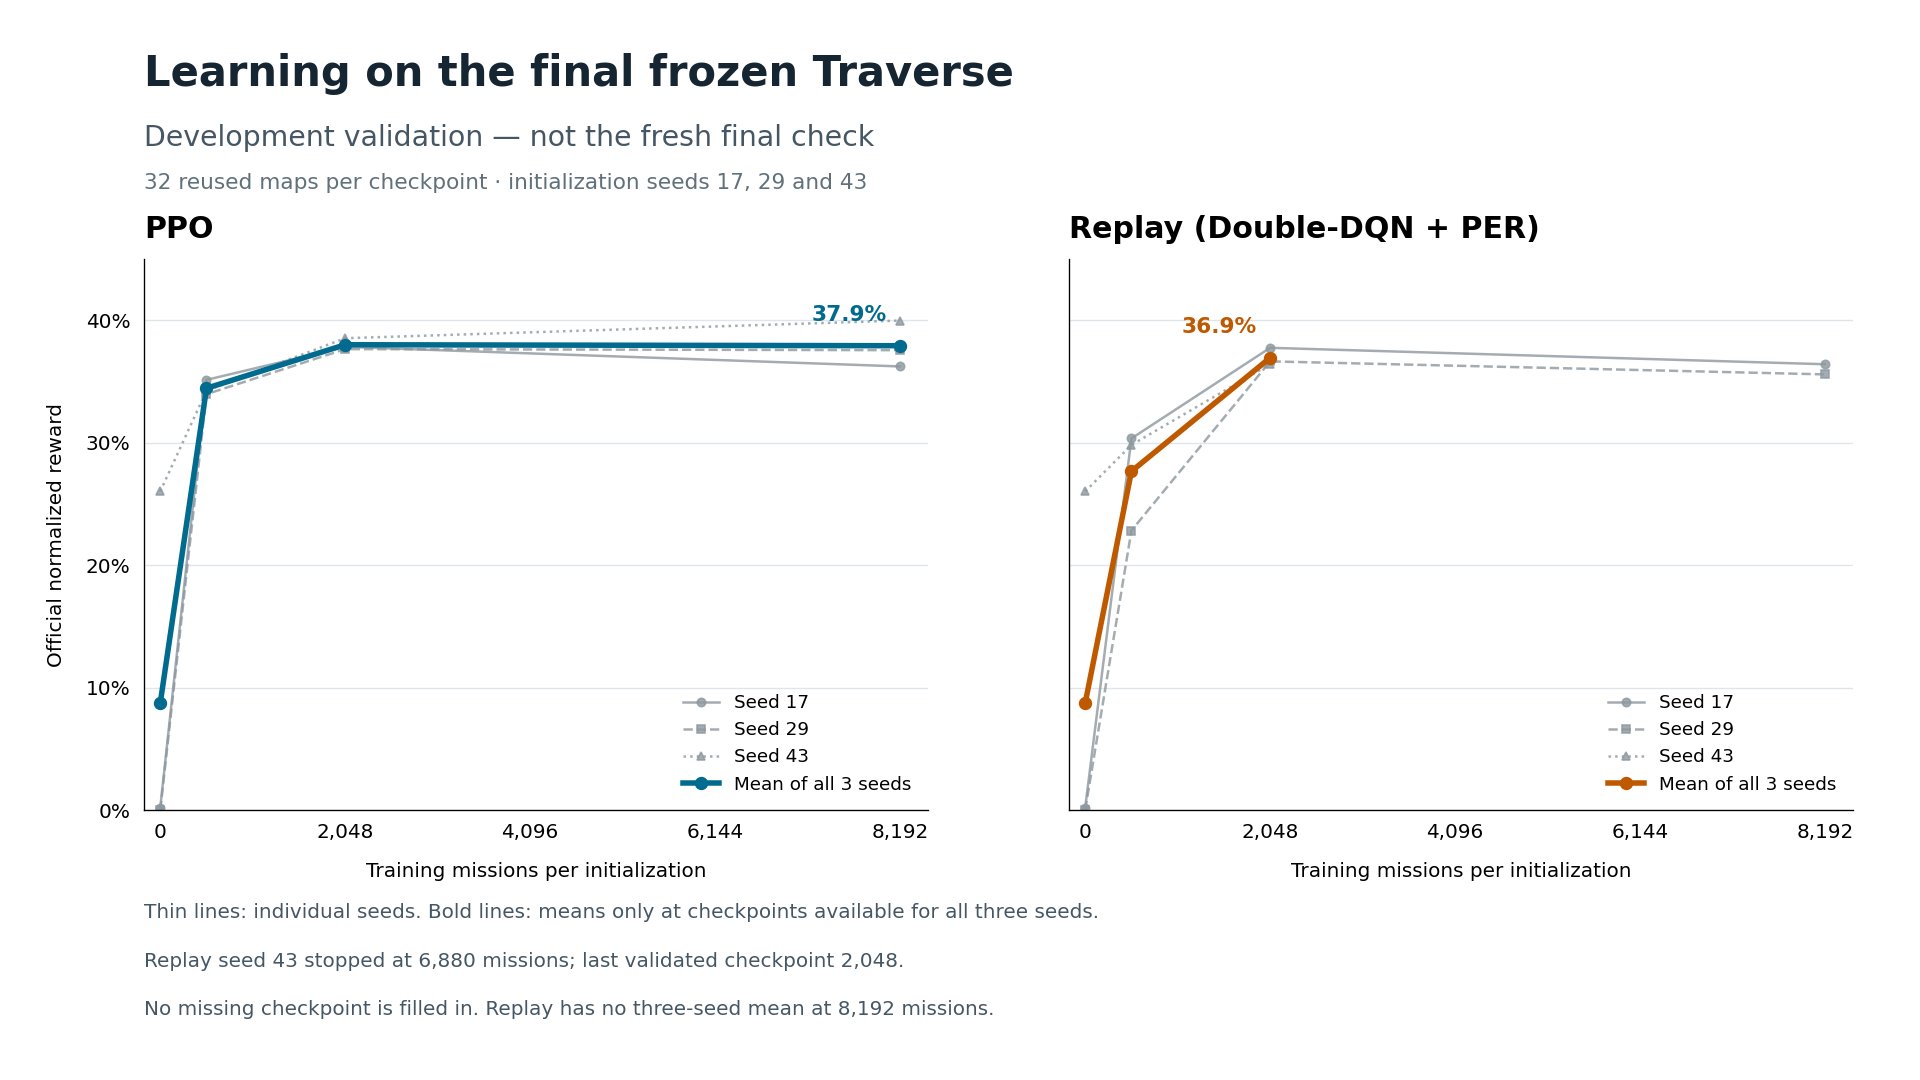 Learning on the final frozen Traverse
Development validation — not the fresh final check
32 reused maps per checkpoint · initialization seeds 17, 29 and 43
PPO
Official normalized reward
40%
30%
20%
10%
0%
37.9%
Seed 17
Seed 29
Seed 43
Mean of all 3 seeds
0 2,048 4,096 6,144 8,192
Training missions per initialization
Replay (Double-DQN + PER)
36.9%
Seed 17
Seed 29
Seed 43
Mean of all 3 seeds
0 2,048 4,096 6,144 8,192
Training missions per initialization
Thin lines: individual seeds. Bold lines: means only at checkpoints available for all three seeds.
Replay seed 43 stopped at 6,880 missions; last validated checkpoint 2,048.
No missing checkpoint is filled in. Replay has no three-seed mean at 8,192 missions.